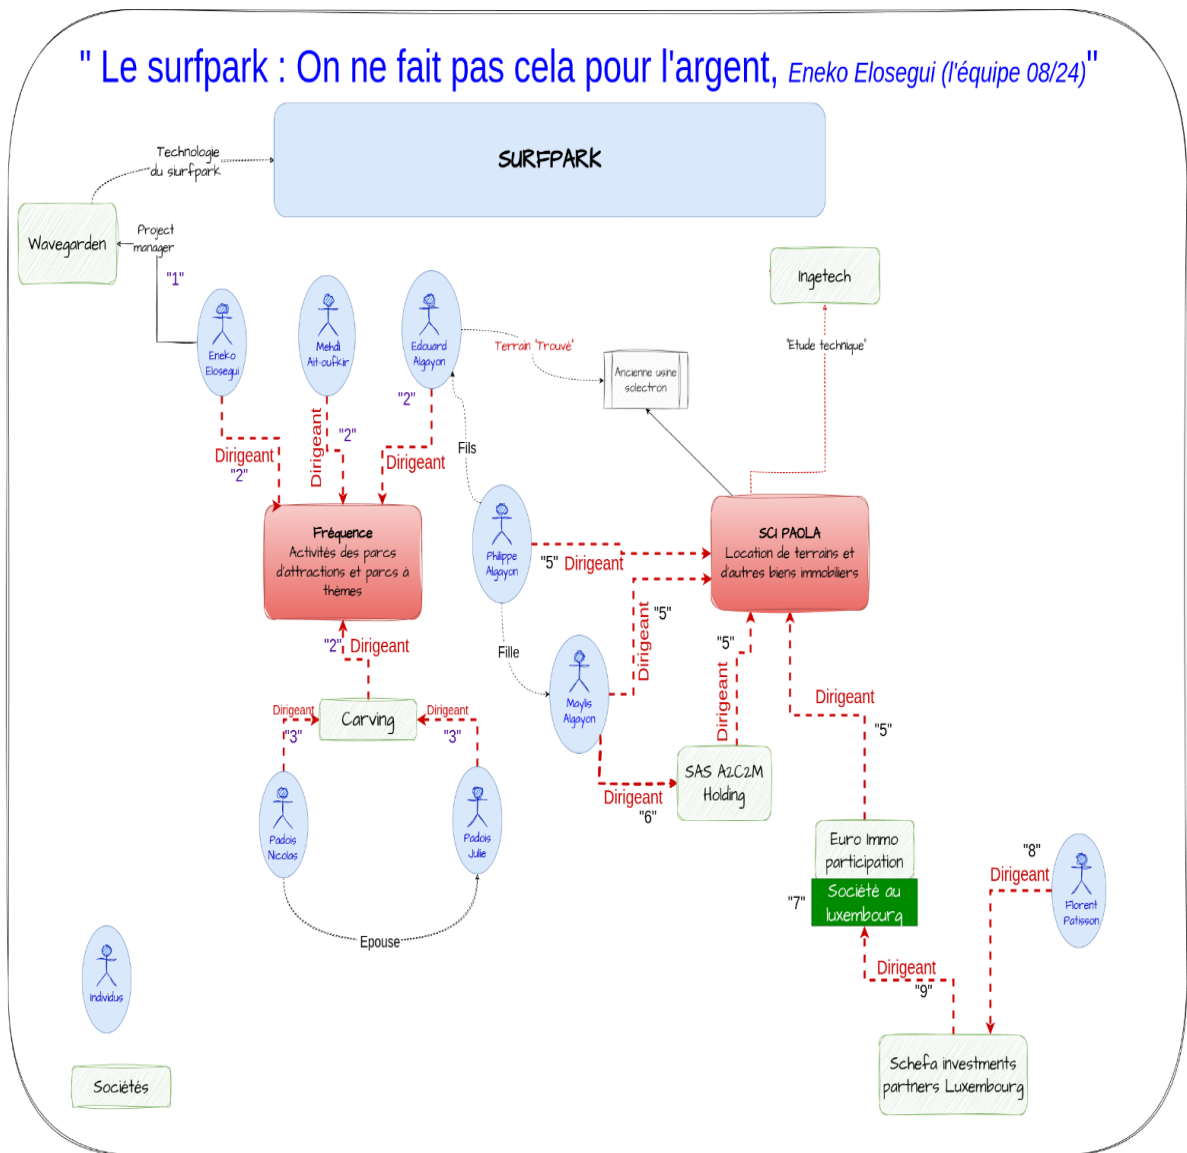 " Le surfpark : On ne fait pas cela pour l'argent, Eneko Elosegui (l'équipe 08/24)"
SURFPARK
Technologie
du siurfpark
Wavegarden
Project
manager
"1"
Ingetech
"Etude technique"
Eneko
Elosegui
Mehdi
Ait-oufkir
Edouard
Algayon
Terrain "Trouvé"
Ancienne usine
solectron
"2"
Dirigeant
"2"
Dirigeant
"2"
Dirigeant
Fils
Fréquence
Activités des parcs
d'attractions et parcs à
thèmes
Philippe
Algayon
"5" Dirigeant
SCI PAOLA
Location de terrains et
d'autres biens immobiliers
"5"
Dirigeant
"2" Dirigeant
Fille
Maylis
Algayon
"5"
Dirigeant
Dirigeant
"5"
Dirigeant
"3"
Carving
Dirigeant
"3"
SAS A2C2M
Holding
Dirigeant
"6"
Padois
Nicolas
Padois
Julie
Epouse
Euro Immo
participation
Société au
luxembourg
"7"
"8"
Dirigeant
Florent
Patisson
Dirigeant
"9"
Schefa investments
partners Luxembourg
Individus
Sociétés